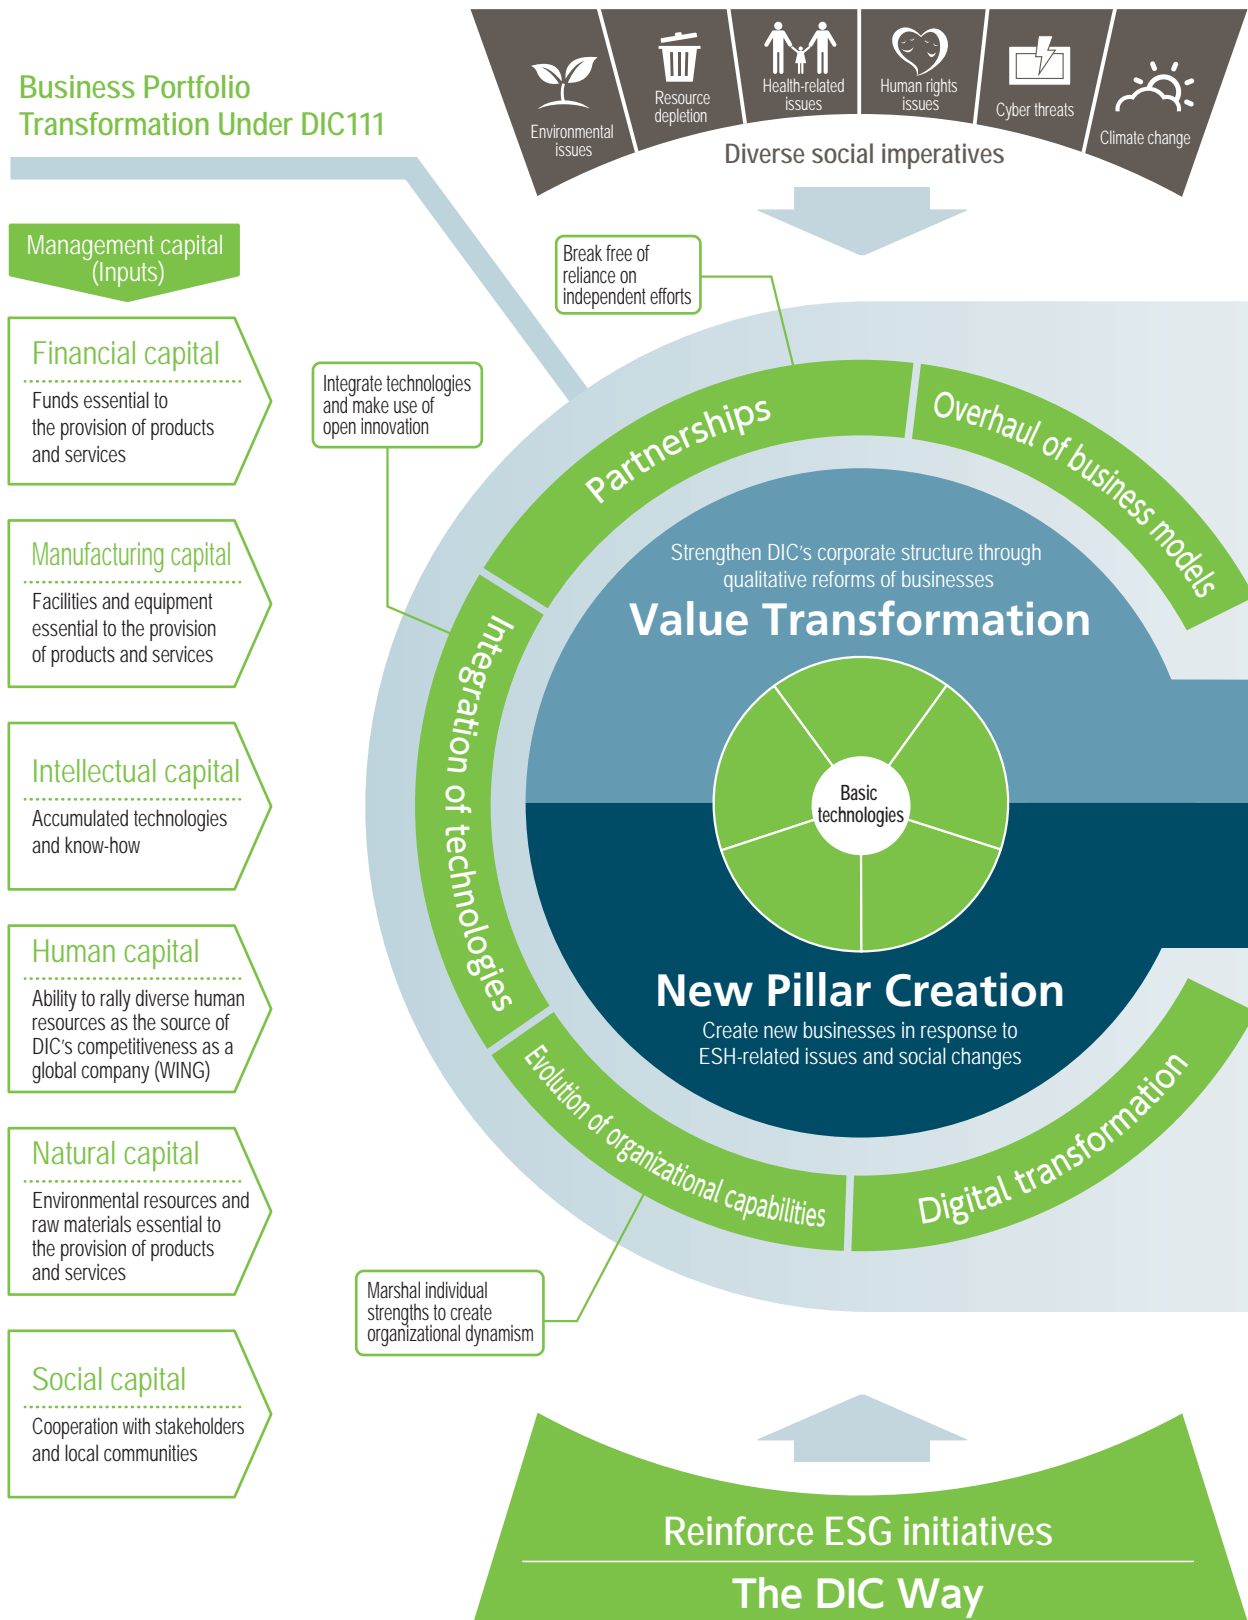 Business Portfolio
Transformation Under DIC111
Environmental
issues
Resource
depletion
Health-related
issues
Human rights
issues
Cyber threats
Climate change
Diverse social imperatives
Management capital
(Inputs)
Financial capital
Funds essential to
the provision of products
and services
Manufacturing capital
Facilities and equipment
essential to the provision
of products and services
Intellectual capital
Accumulated technologies
and know-how
Human capital
Ability to rally diverse human
resources as the source of
DIC's competitiveness as a
global company (WING)
Natural capital
Environmental resources and
raw materials essential to
the provision of products
and services
Social capital
Cooperation with stakeholders
and local communities
Break free of
reliance on
independent efforts
Integrate technologies
and make use of
open innovation
Partnerships
Overhaul of business models
Integration of technologies
Evolution of organizational capabilities
Digital transformation
Strengthen DIC's corporate structure through
qualitative reforms of businesses
Value Transformation
Basic
technologies
New Pillar Creation
Create new businesses in response to
ESH-related issues and social changes
Marshal individual
strengths to create
organizational dynamism
Reinforce ESG initiatives
The DIC Way